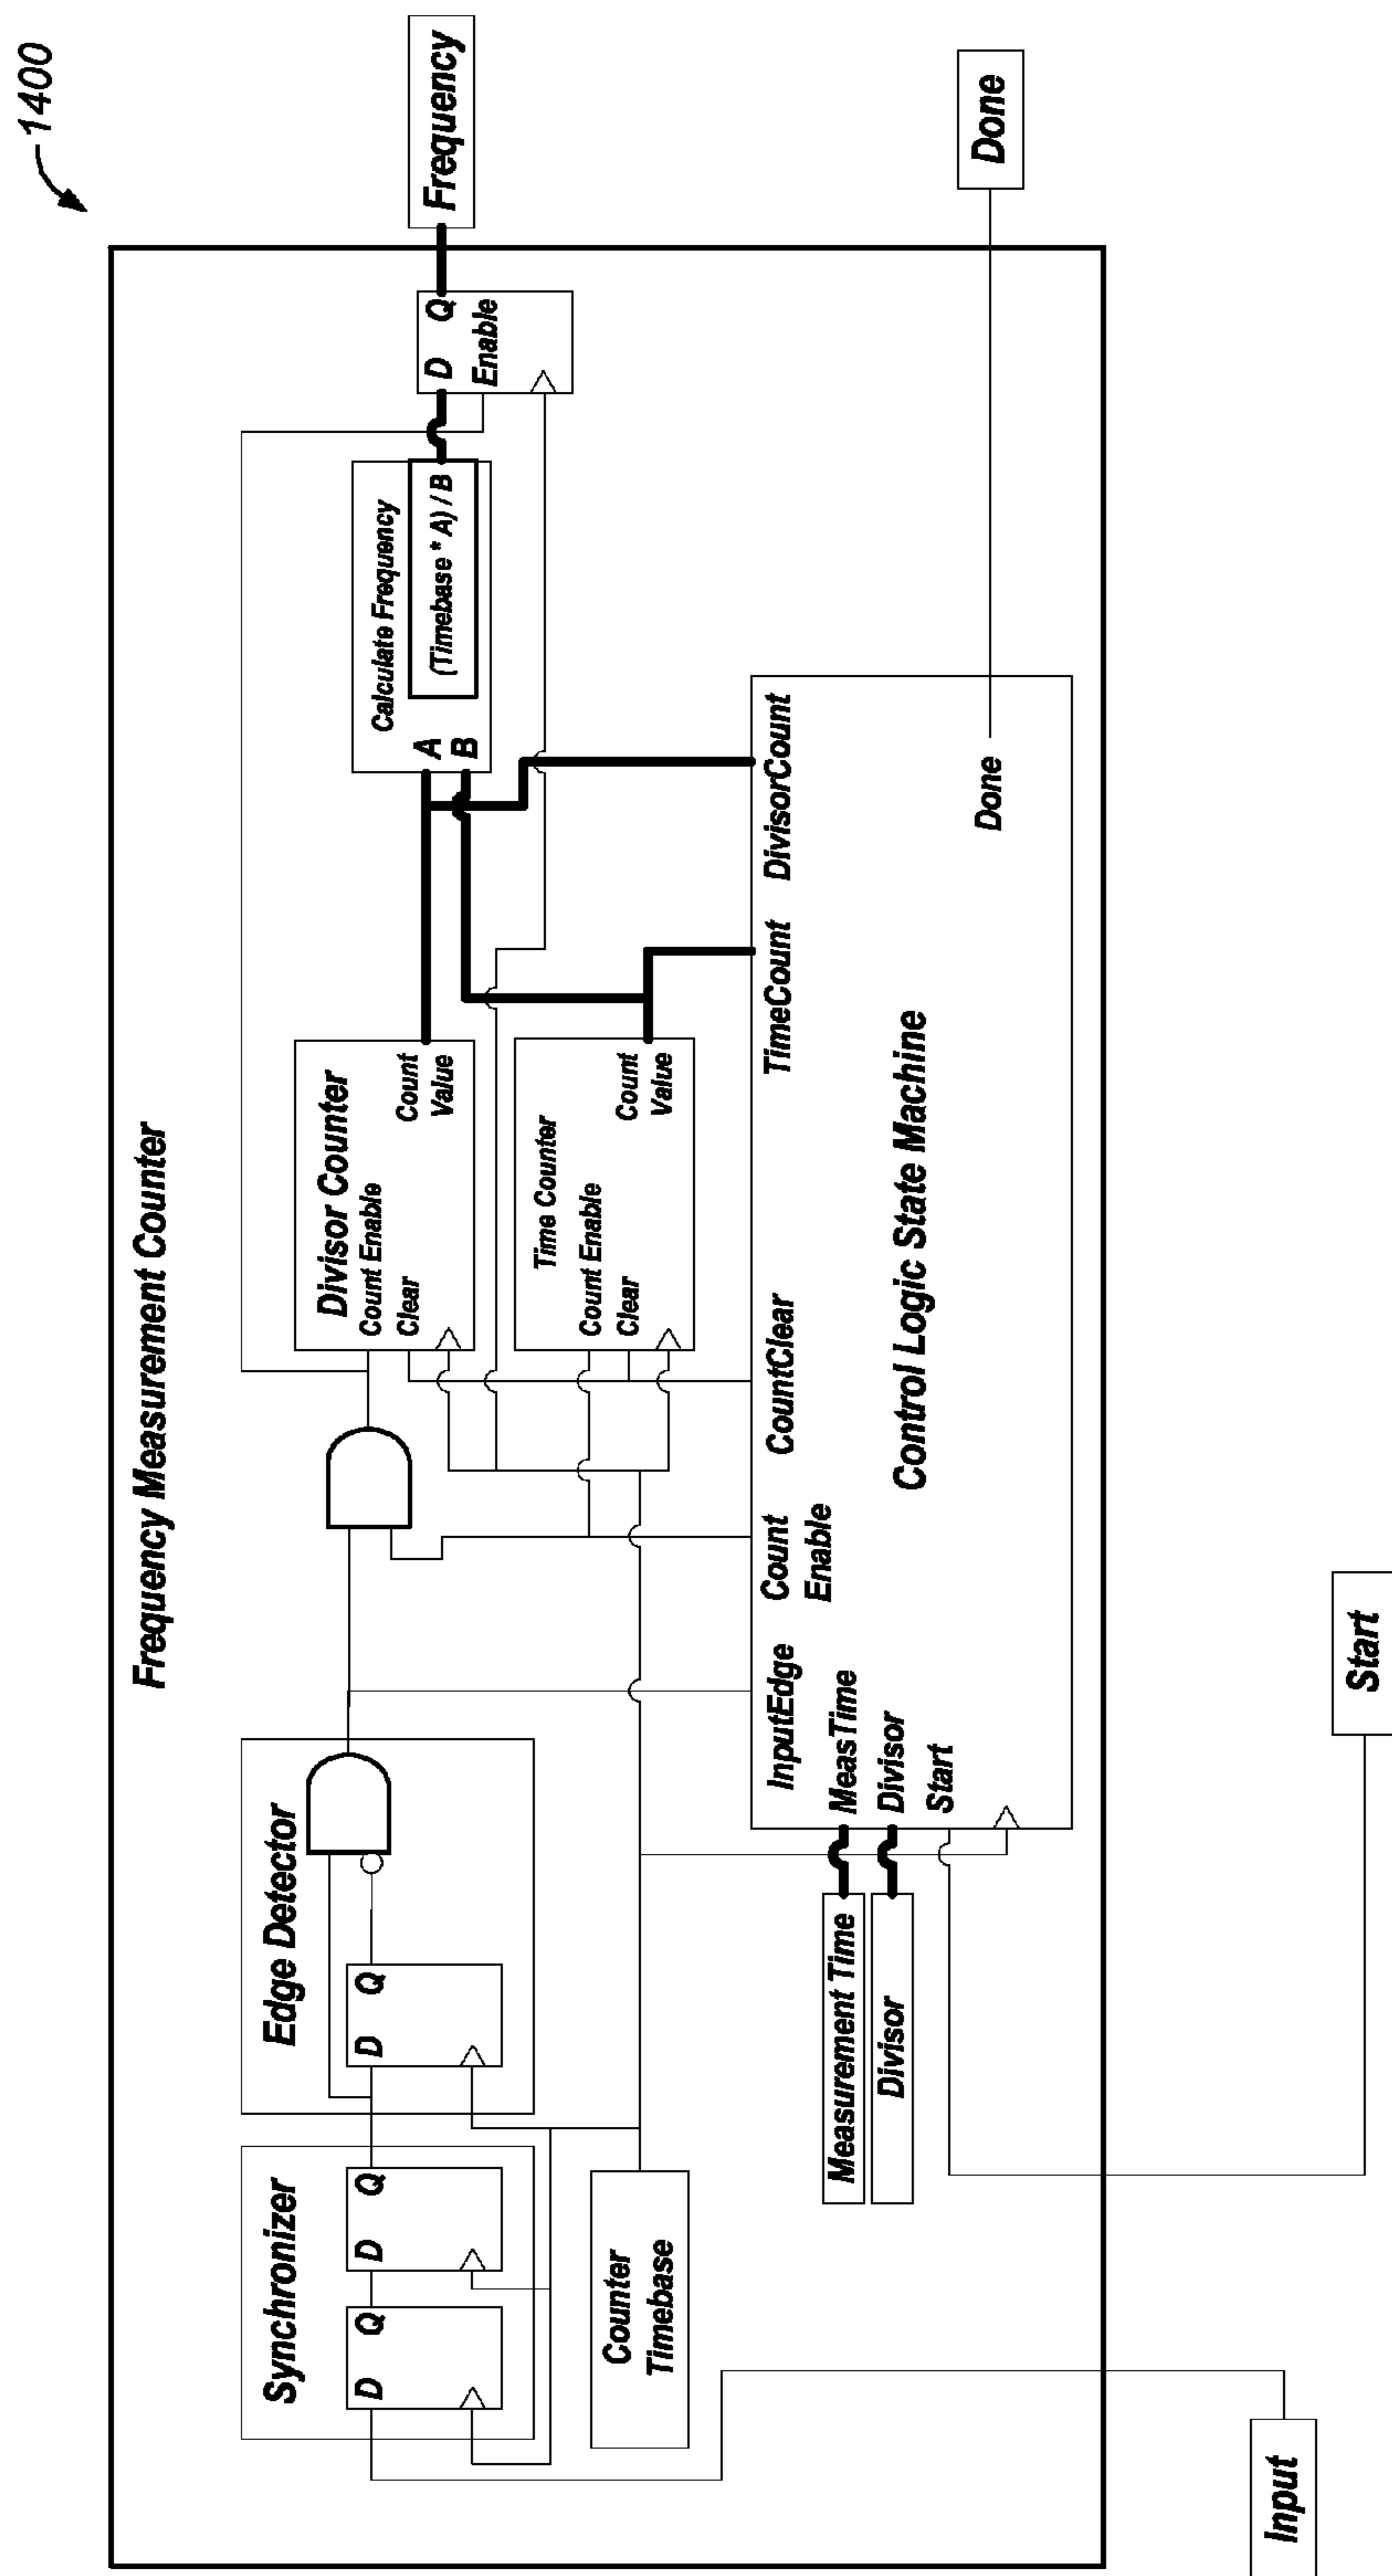 1400
Frequency Measurement Counter
Synchronizer
D Q
D Q
Edge Detector
D Q
Divisor Counter
Count Enable
Clear
Count
Value
Time Counter
Count Enable
Clear
Count
Value
Calculate Frequency
A
B
(Timebase * A) / B
D Q
Enable
Frequency
Counter
Timebase
InputEdge
Count
Enable
CountClear
TimeCount
DivisorCount
MeasTime
Divisor
Start
Control Logic State Machine
Done
Measurement Time
Divisor
Done
Input
Start